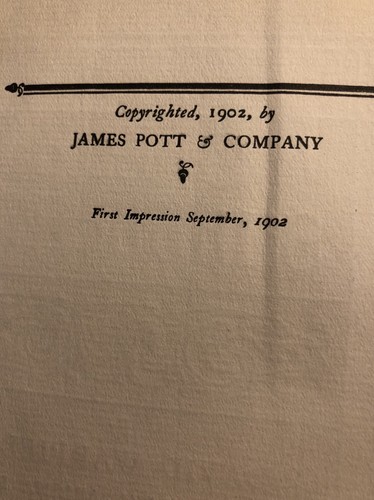 Copyrighted, 1902, by
JAMES POTT & COMPANY
First Impression September, 1902